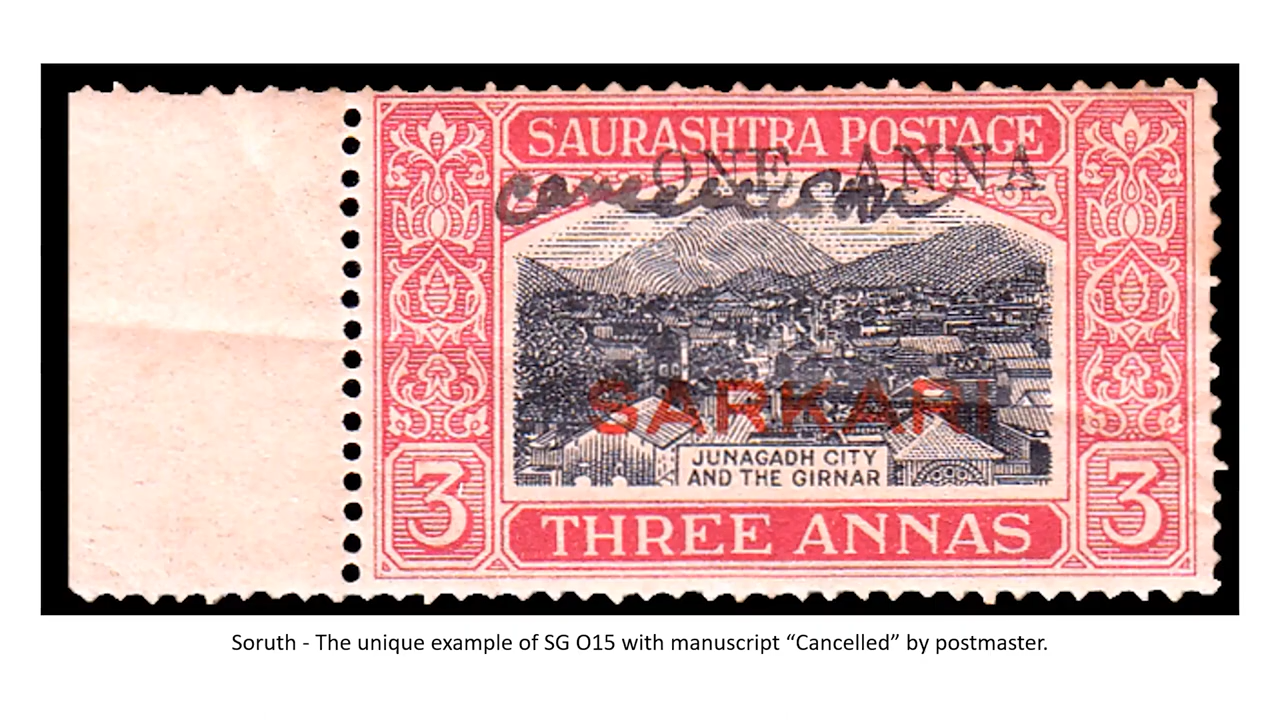 SAURASHTRA POSTAGE
ONE ANNA
SARKARI
JUNAGADH CITY
AND THE GIRNAR
3 3
THREE ANNAS
Soruth - The unique example of SG O15 with manuscript “Cancelled” by postmaster.